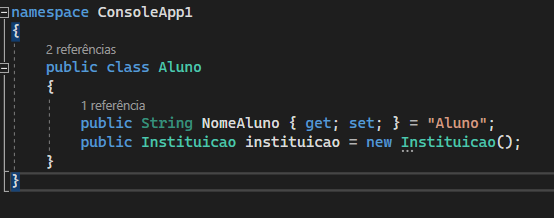 namespace ConsoleApp1
{
2 referências
public class Aluno
{
1 referência
public String NomeAluno { get; set; } = "Aluno";
public Instituicao instituicao = new Instituicao();
}
}